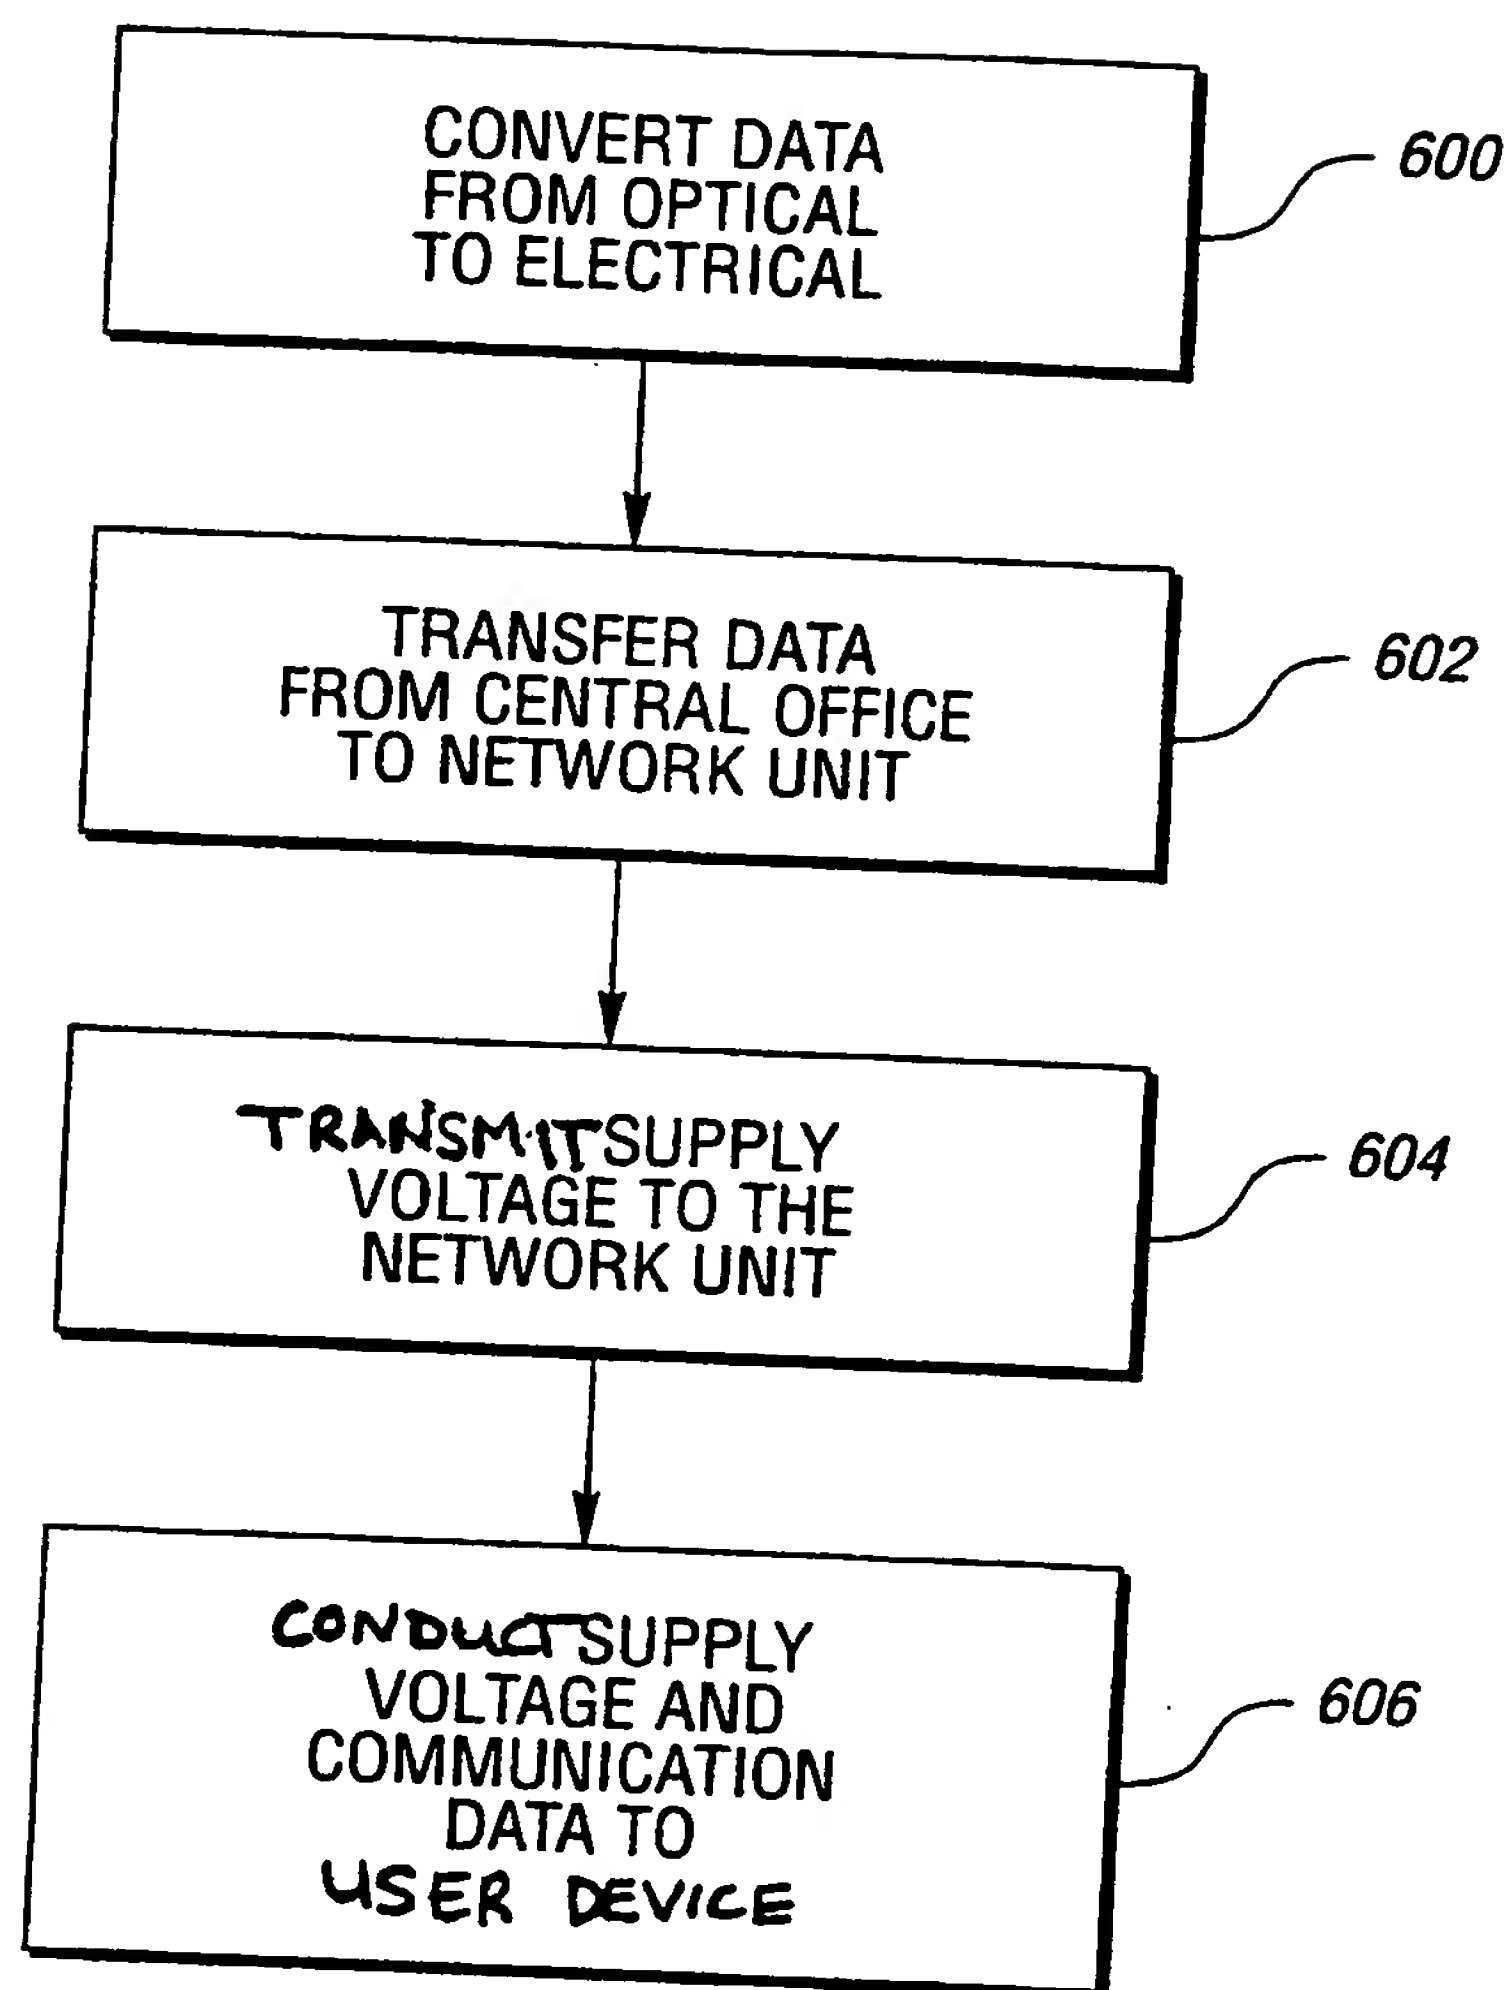 CONVERT DATA
FROM OPTICAL
TO ELECTRICAL
600
TRANSFER DATA
FROM CENTRAL OFFICE
TO NETWORK UNIT
602
TRANSMIT SUPPLY
VOLTAGE TO THE
NETWORK UNIT
604
CONDUCT SUPPLY
VOLTAGE AND
COMMUNICATION
DATA TO
USER DEVICE
606